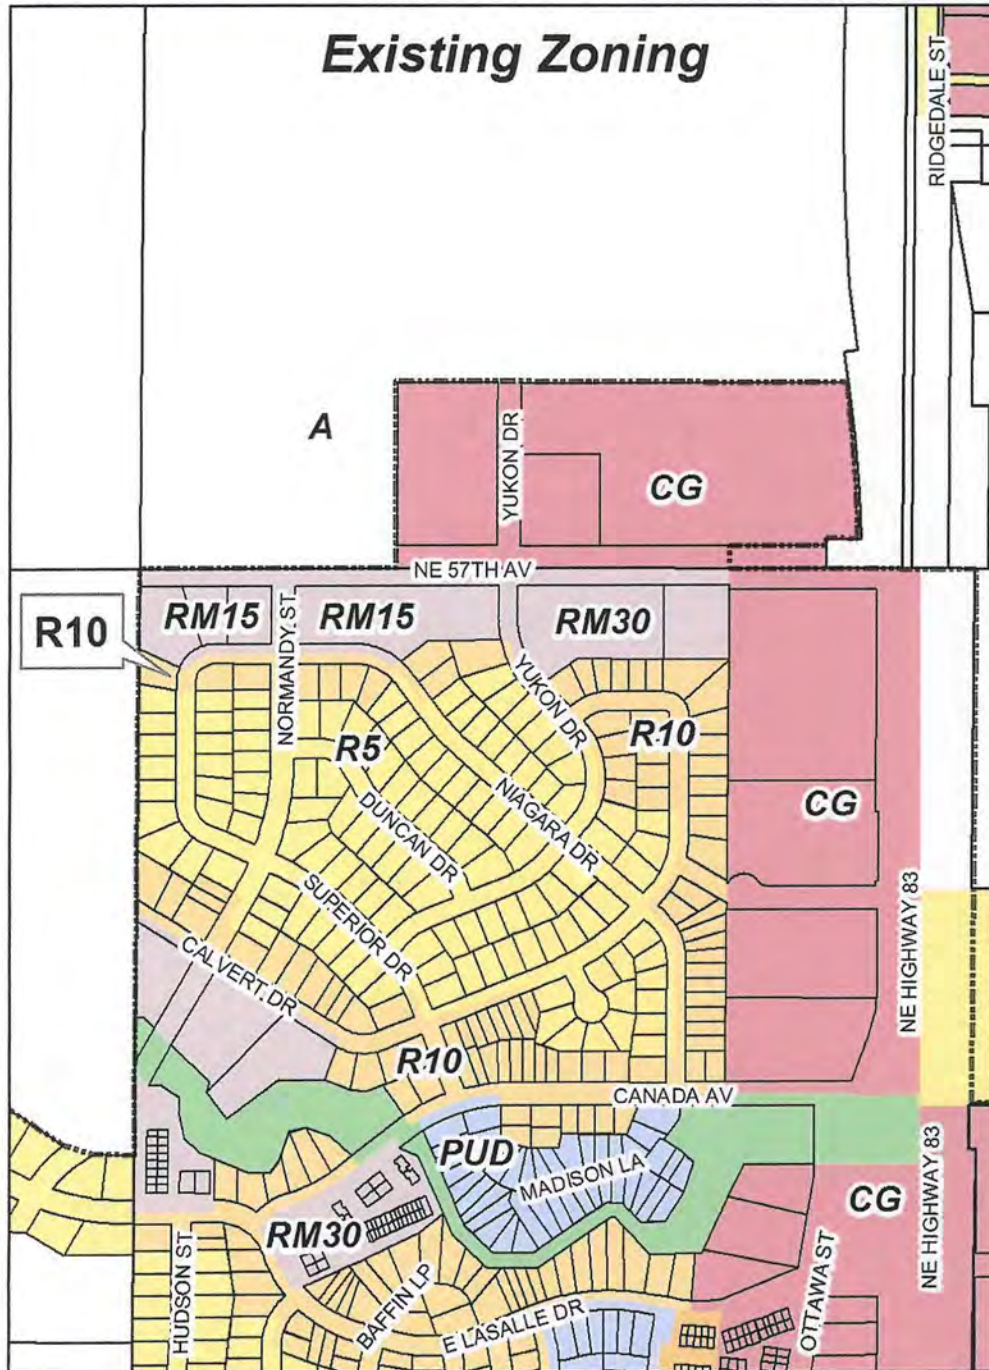 Existing Zoning
RIDGEDALE ST
A
YUKON DR
CG
NE 57TH AV
R10
RM15
RM15
RM30
NORMANDY ST
YUKON DR
R5
R10
NIAGARA DR
DUNCAN DR
CG
SUPERIOR DR
CALVERT DR
NE HIGHWAY 83
R10
CANADA AV
PUD
MADISON LA
NE HIGHWAY 83
CG
RM30
HUDSON ST
BAFFIN LP
E LASALLE DR
OTTAWA ST